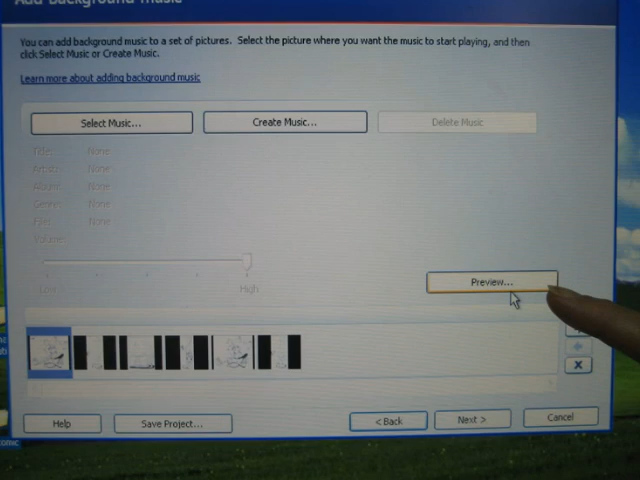 Add Background Music
You can add background music to a set of pictures. Select the picture where you want the music to start playing, and then
click Select Music or Create Music.
Learn more about adding background music
Select Music...
Create Music...
Delete Music
Title: None
Artist: None
Album: None
Genre: None
File: None
Volume:
Low
High
Preview...
Help
Save Project...
< Back
Next >
Cancel